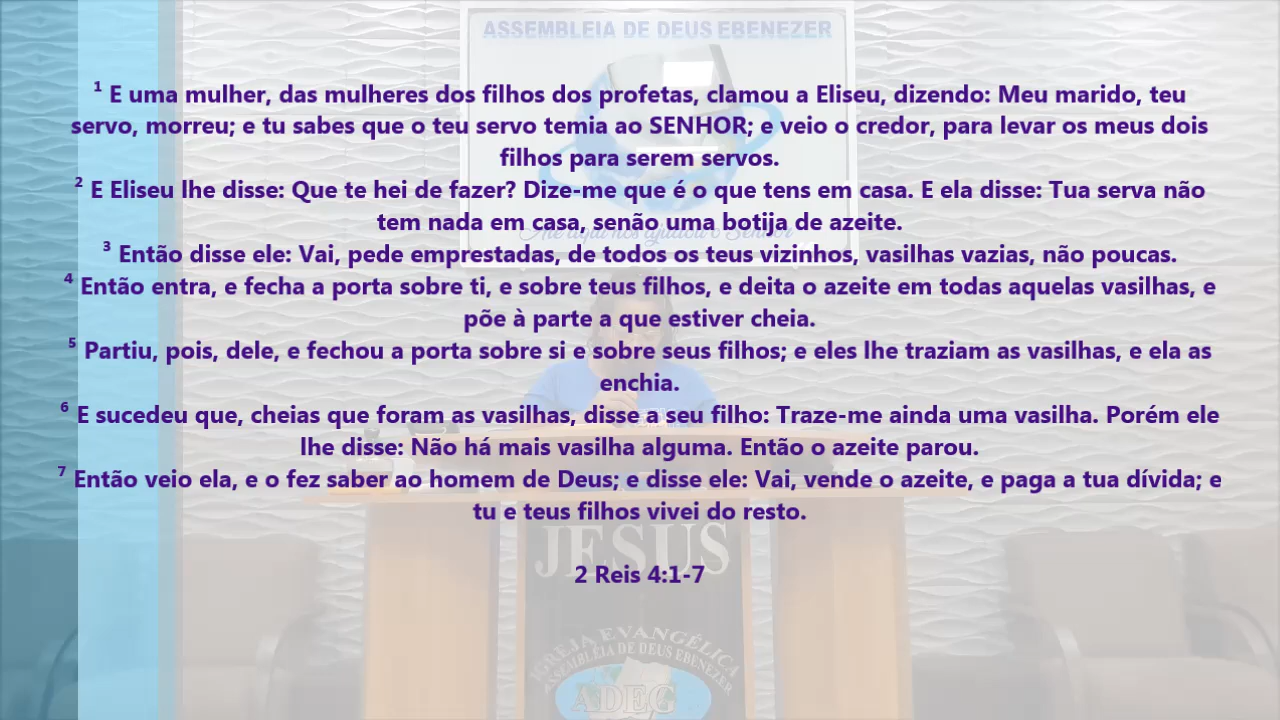 ASSEMBLEIA DE DEUS EBENEZER
1 E uma mulher, das mulheres dos filhos dos profetas, clamou a Eliseu, dizendo: Meu marido, teu
servo, morreu; e tu sabes que o teu servo temia ao SENHOR; e veio o credor, para levar os meus dois
filhos para serem servos.
2 E Eliseu lhe disse: Que te hei de fazer? Dize-me que é o que tens em casa. E ela disse: Tua serva não
tem nada em casa, senão uma botija de azeite.
Até aqui nos ajudou o Senhor
3 Então disse ele: Vai, pede emprestadas, de todos os teus vizinhos, vasilhas vazias, não poucas.
4 Então entra, e fecha a porta sobre ti, e sobre teus filhos, e deita o azeite em todas aquelas vasilhas, e
põe à parte a que estiver cheia.
5 Partiu, pois, dele, e fechou a porta sobre si e sobre seus filhos; e eles lhe traziam as vasilhas, e ela as
enchia.
6 E sucedeu que, cheias que foram as vasilhas, disse a seu filho: Traze-me ainda uma vasilha. Porém ele
lhe disse: Não há mais vasilha alguma. Então o azeite parou.
7 Então veio ela, e o fez saber ao homem de Deus; e disse ele: Vai, vende o azeite, e paga a tua dívida; e
tu e teus filhos vivei do resto.
JESUS
2 Reis 4:1-7
IGREJA EVANGÉLICA
ASSEMBLEIA DE DEUS EBENEZER
ADEG